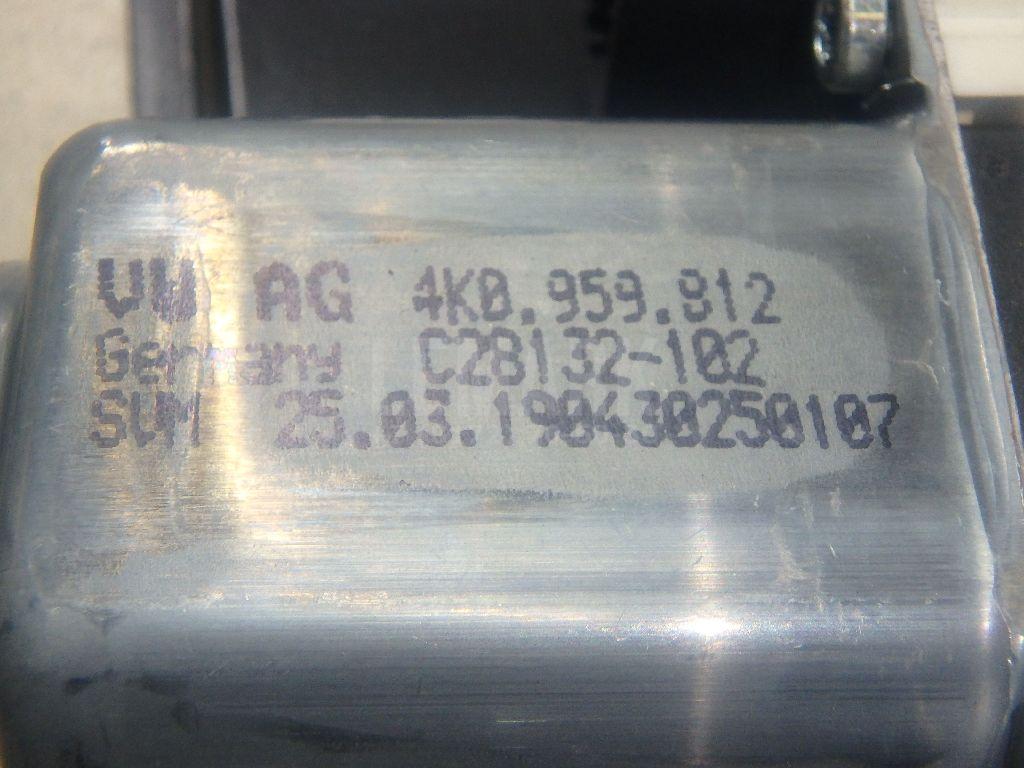 VW AG 4K0.959.812
Germany C28132-102
SWM 25.03.190430250107